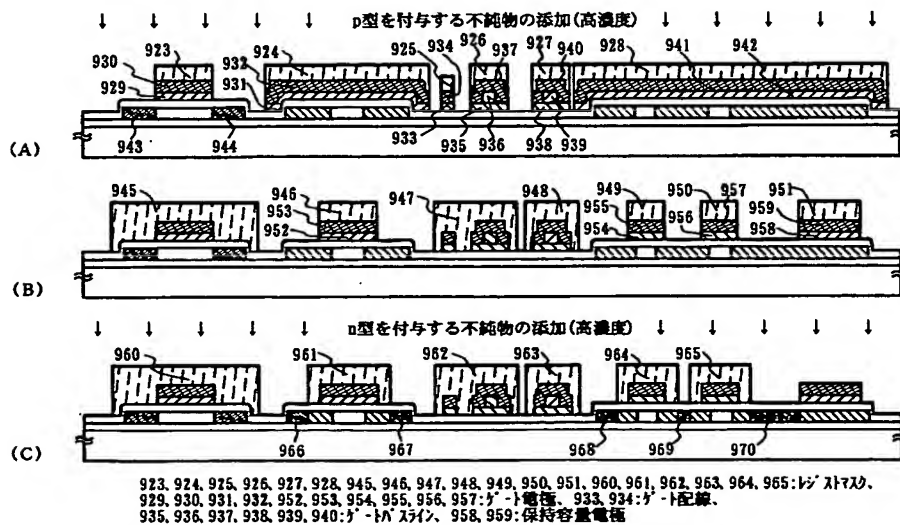 p型を付与する不純物の添加(高濃度)
930 923 932 924 925 934 926 937 927 940 928 941 942
929 931
943 944 933 935 936 938 939
(A)
945 946 947 948 949 950 957 951
953 955 956 959
952 954 958
(B)
n型を付与する不純物の添加(高濃度)
960 961 962 963 964 965
966 967 968 969 970
(C)
923, 924, 925, 926, 927, 928, 945, 946, 947, 948, 949, 950, 951, 960, 961, 962, 963, 964, 965:レジストマスク、
929, 930, 931, 932, 952, 953, 954, 955, 956, 957:ゲート電極、 933, 934:ゲート配線、
935, 936, 937, 938, 939, 940:ゲートバスライン、 958, 959:保持容量電極